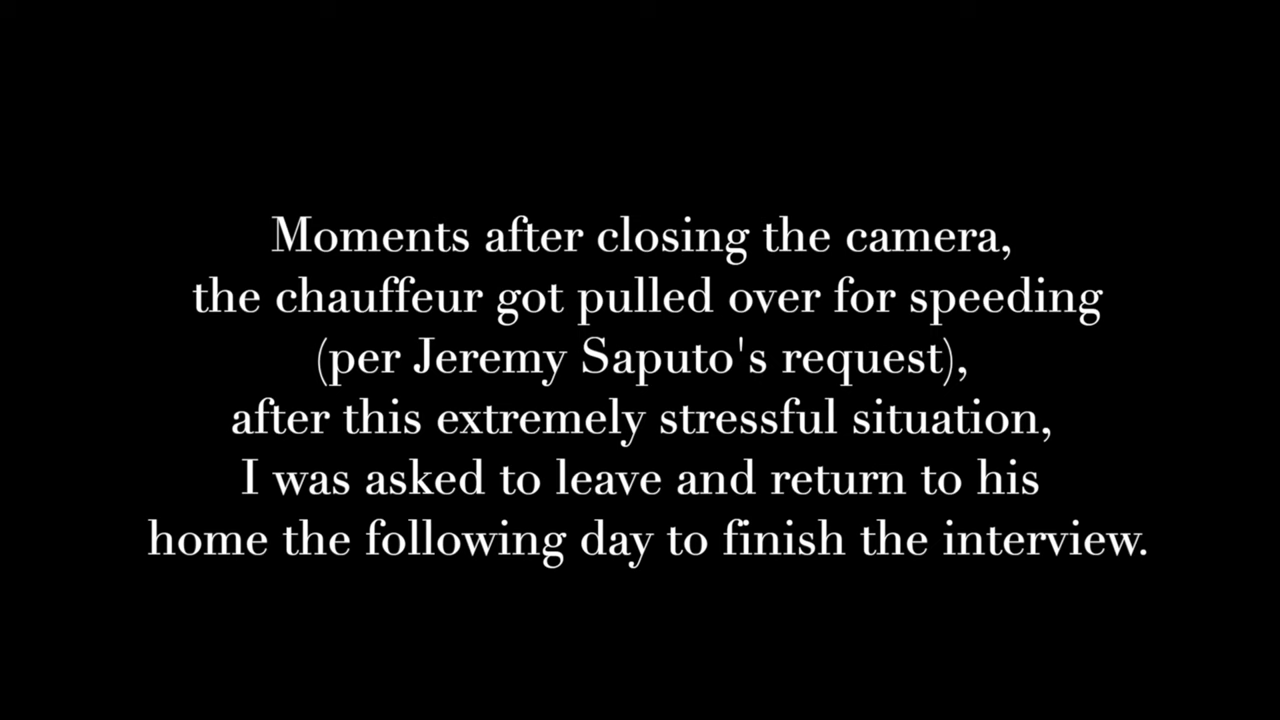 Moments after closing the camera,
the chauffeur got pulled over for speeding
(per Jeremy Saputo's request),
after this extremely stressful situation,
I was asked to leave and return to his
home the following day to finish the interview.